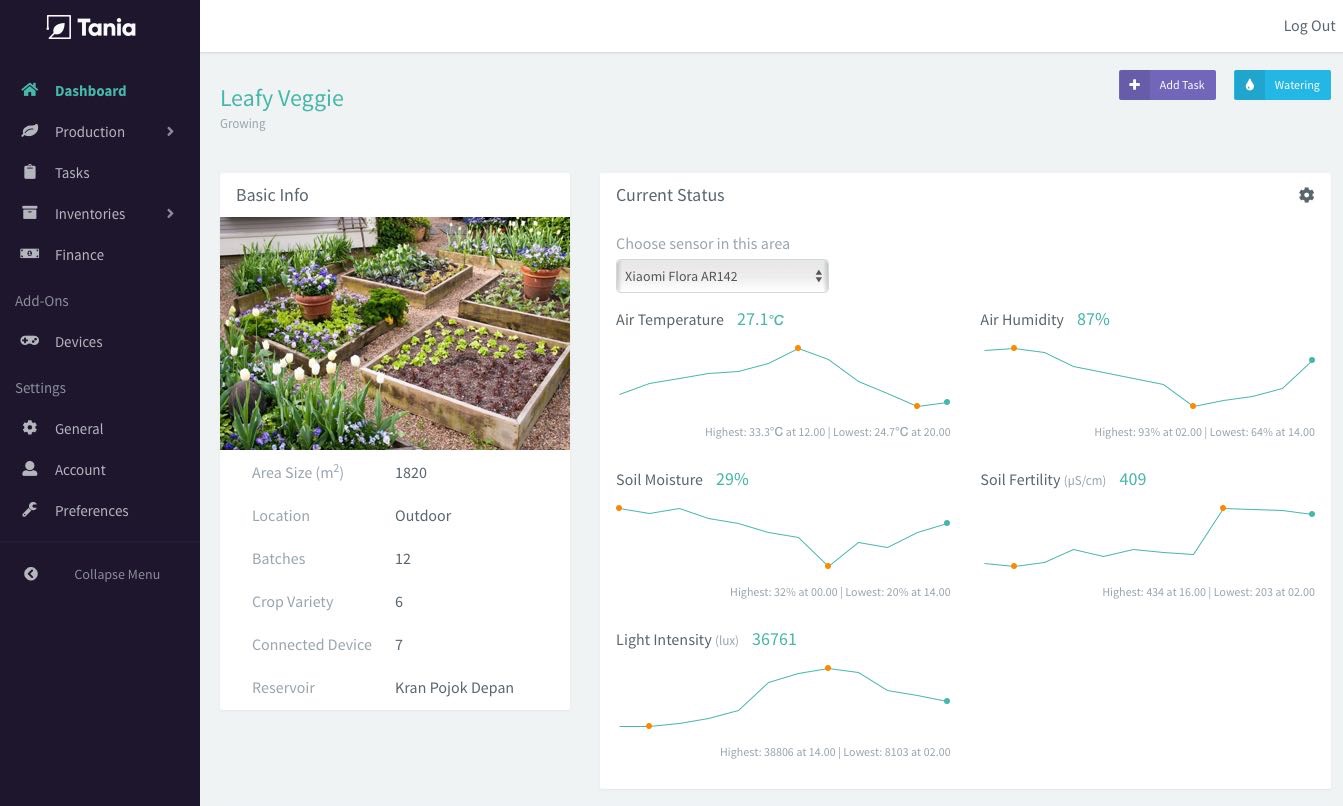 Tania
Log Out
Dashboard
Production
Tasks
Inventories
Finance
Add-Ons
Devices
Settings
General
Account
Preferences
Collapse Menu
Leafy Veggie
Growing
Add Task
Watering
Basic Info
Area Size (m²) 1820
Location Outdoor
Batches 12
Crop Variety 6
Connected Device 7
Reservoir Kran Pojok Depan
Current Status
Choose sensor in this area
Xiaomi Flora AR142
Air Temperature 27.1℃
Highest: 33.3℃ at 12.00 | Lowest: 24.7℃ at 20.00
Air Humidity 87%
Highest: 93% at 02.00 | Lowest: 64% at 14.00
Soil Moisture 29%
Highest: 32% at 00.00 | Lowest: 20% at 14.00
Soil Fertility (µS/cm) 409
Highest: 434 at 16.00 | Lowest: 203 at 02.00
Light Intensity (lux) 36761
Highest: 38806 at 14.00 | Lowest: 8103 at 02.00